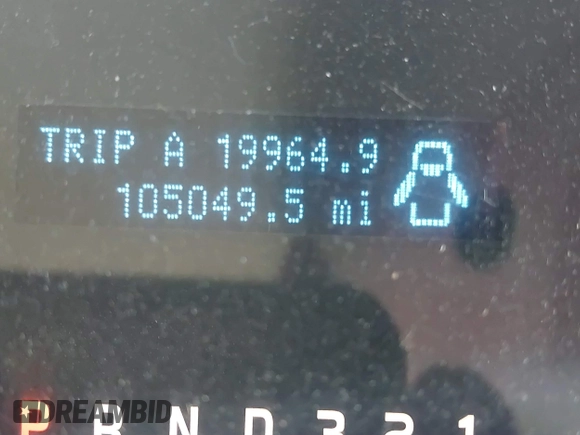 TRIP A 19964.9
105049.5 mi
P R N D 3 2 1
DREAMBID